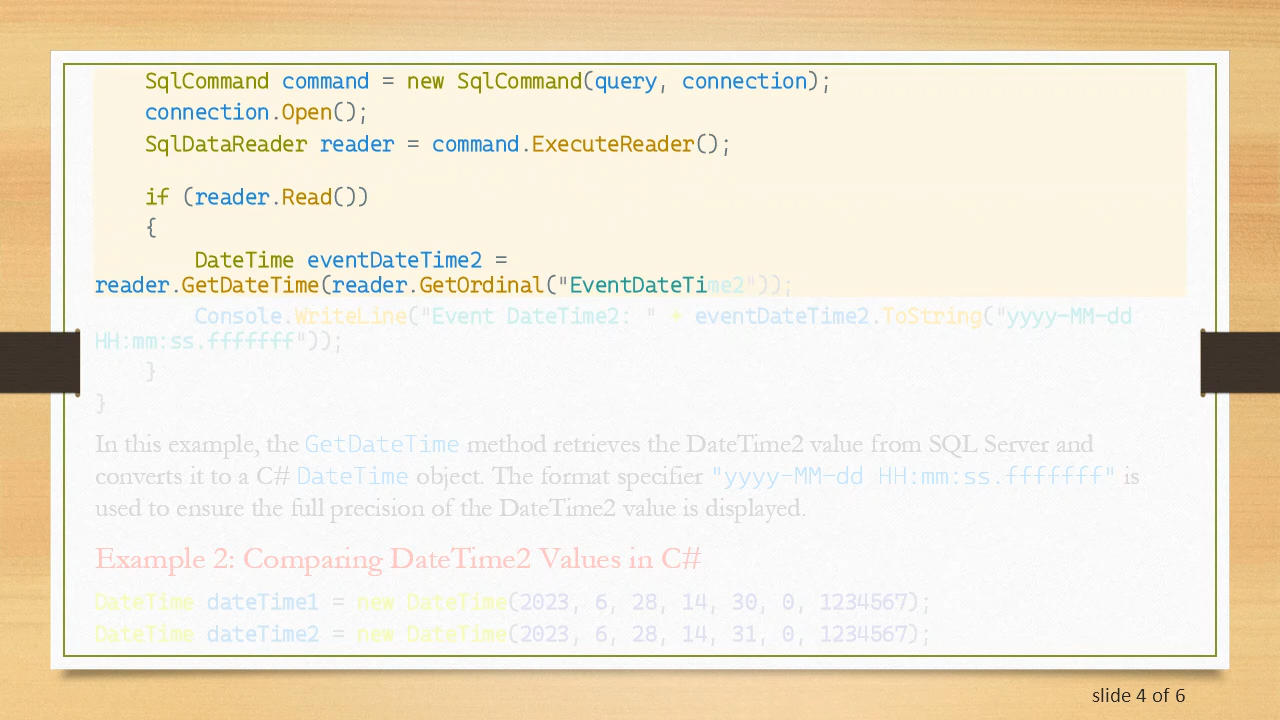 SqlCommand command = new SqlCommand(query, connection);
connection.Open();
SqlDataReader reader = command.ExecuteReader();
if (reader.Read())
{
DateTime eventDateTime2 =
reader.GetDateTime(reader.GetOrdinal("EventDateTime2"));
Console.WriteLine("Event DateTime2: " + eventDateTime2.ToString("yyyy-MM-dd
HH:mm:ss.fffffff"));
}
}
In this example, the GetDateTime method retrieves the DateTime2 value from SQL Server and
converts it to a C# DateTime object. The format specifier "yyyy-MM-dd HH:mm:ss.fffffff" is
used to ensure the full precision of the DateTime2 value is displayed.
Example 2: Comparing DateTime2 Values in C#
DateTime dateTime1 = new DateTime(2023, 6, 28, 14, 30, 0, 1234567);
DateTime dateTime2 = new DateTime(2023, 6, 28, 14, 31, 0, 1234567);
slide 4 of 6